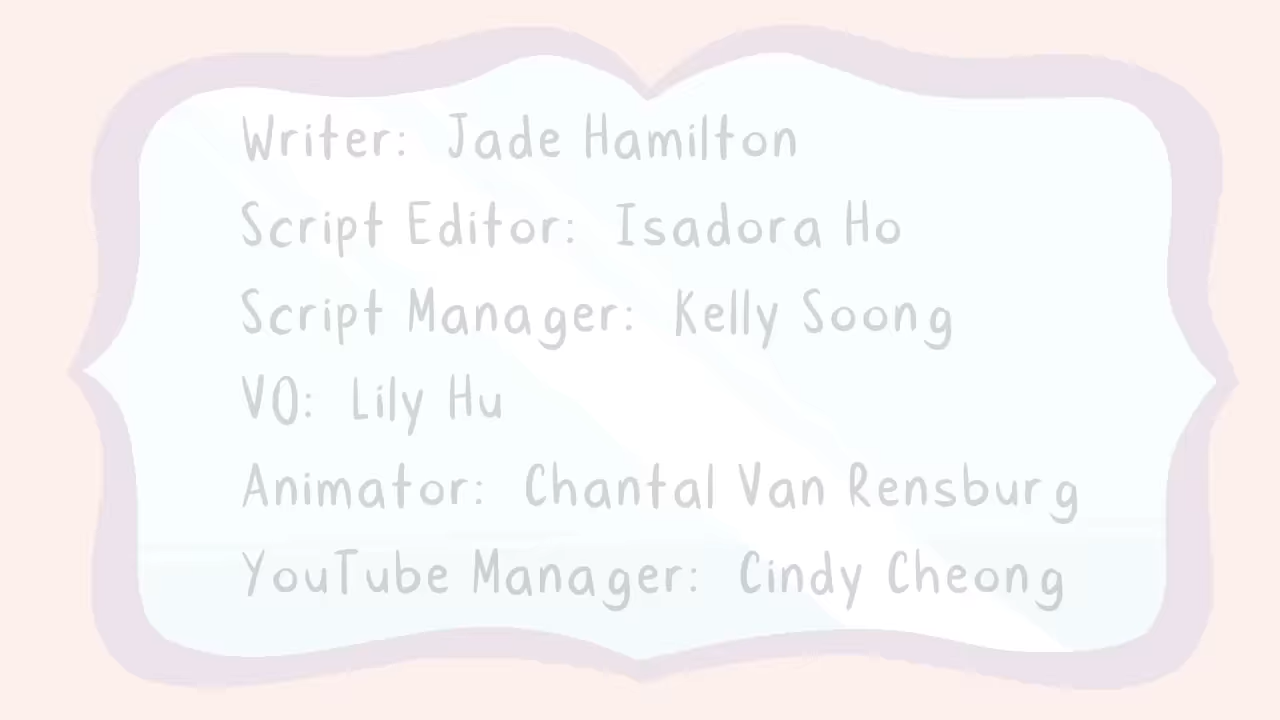 Writer: Jade Hamilton
Script Editor: Isadora Ho
Script Manager: Kelly Soong
VO: Lily Hu
Animator: Chantal Van Rensburg
YouTube Manager: Cindy Cheong